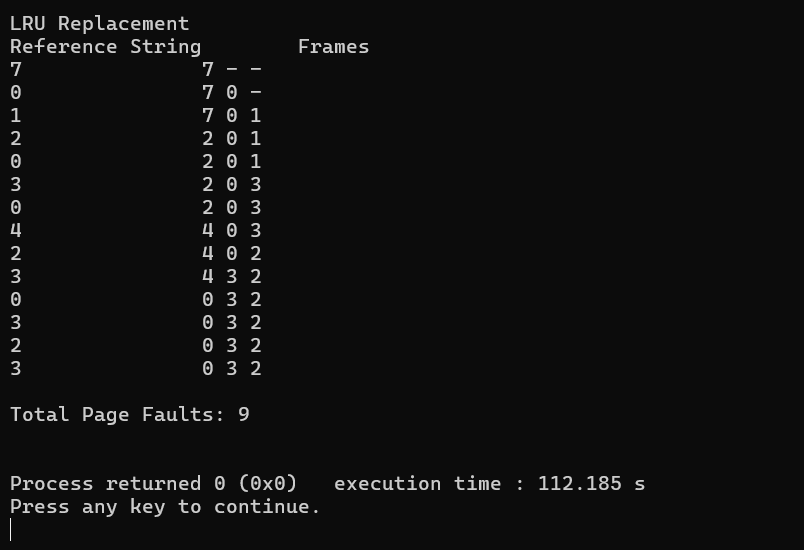 LRU Replacement
Reference String        Frames
7               7 - -
0               7 0 -
1               7 0 1
2               2 0 1
0               2 0 1
3               2 0 3
0               2 0 3
4               4 0 3
2               4 0 2
3               4 3 2
0               0 3 2
3               0 3 2
2               0 3 2
3               0 3 2
Total Page Faults: 9
Process returned 0 (0x0)   execution time : 112.185 s
Press any key to continue.